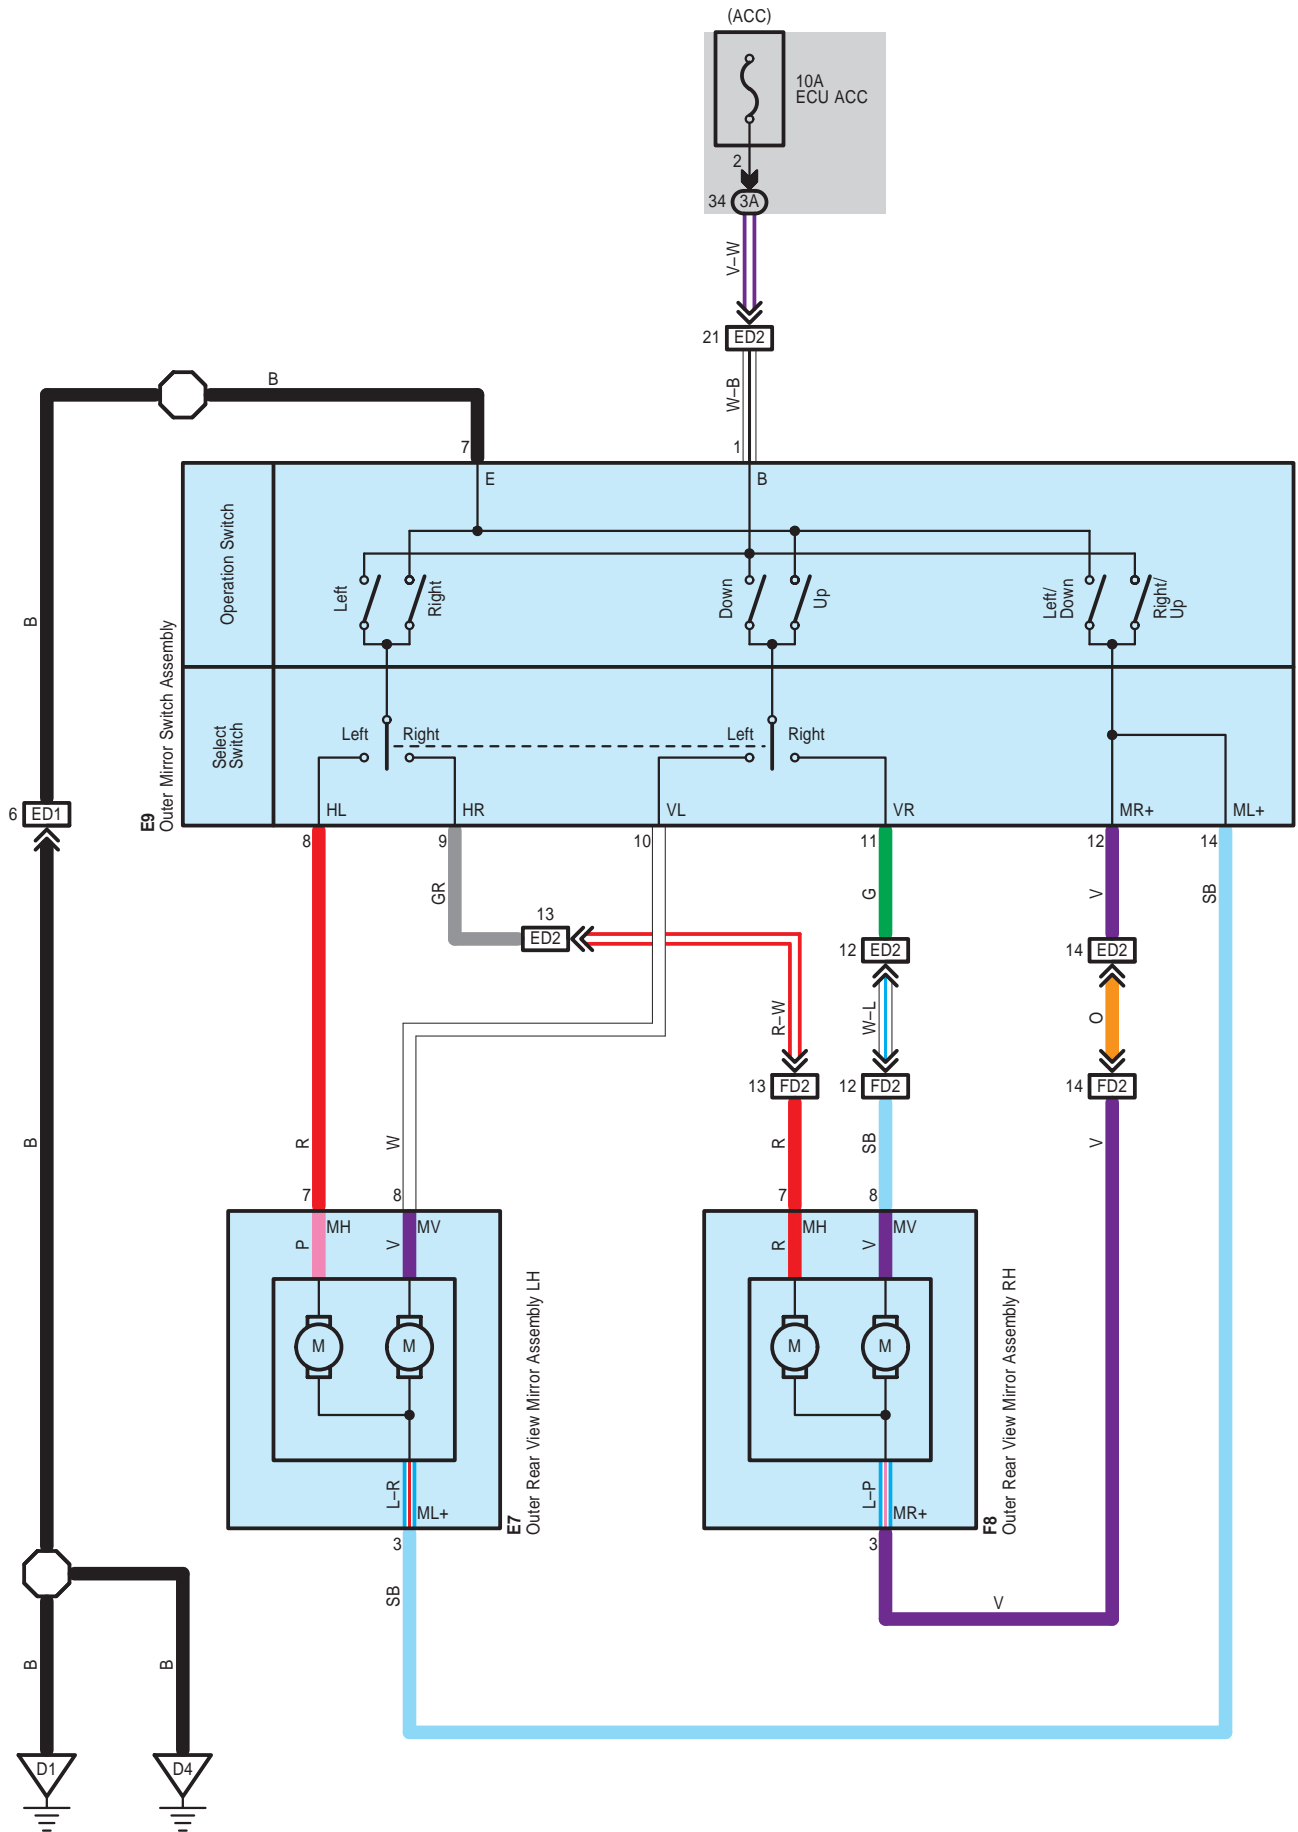 (ACC)
10A
ECU ACC
2
34
3A
V–W
21
ED2
W–B
B
7
1
E
B
Operation Switch
Left
Right
Down
Up
Left/
Down
Right/
Up
B
E9
Outer Mirror Switch Assembly
Select
Switch
Left
Right
Left
Right
HL
HR
VL
VR
MR+
ML+
6
ED1
8
9
10
11
12
14
GR
G
V
SB
13
ED2
12
ED2
14
ED2
R–W
W–L
O
13
FD2
12
FD2
14
FD2
B
R
W
R
SB
V
7
8
7
8
MH
MV
MH
MV
P
V
R
V
M
M
M
M
L–R
ML+
L–P
MR+
E7
Outer Rear View Mirror Assembly LH
F8
Outer Rear View Mirror Assembly RH
3
3
SB
V
B
B
D1
D4